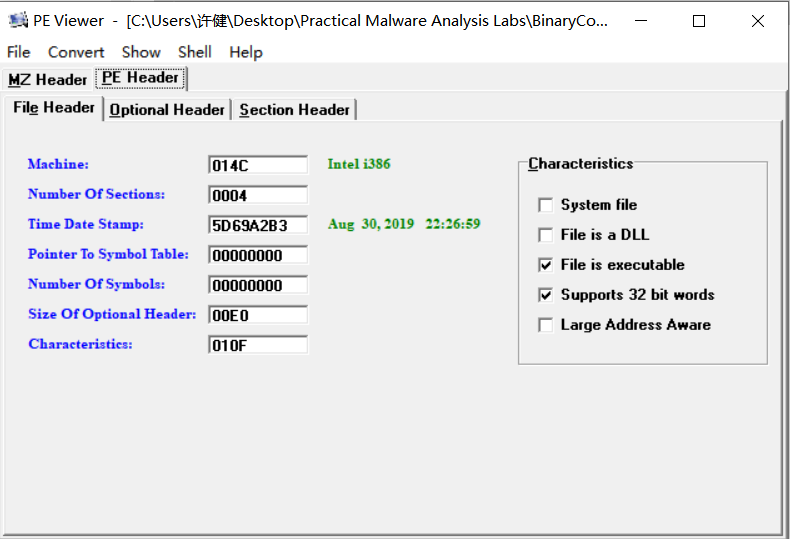 PE Viewer - [C:\Users\许健\Desktop\Practical Malware Analysis Labs\BinaryCo...
File Convert Show Shell Help
MZ Header PE Header
File Header Optional Header Section Header
Machine: 014C Intel i386
Number Of Sections: 0004
Time Date Stamp: 5D69A2B3 Aug 30, 2019 22:26:59
Pointer To Symbol Table: 00000000
Number Of Symbols: 00000000
Size Of Optional Header: 00E0
Characteristics: 010F
Characteristics
System file
File is a DLL
File is executable
Supports 32 bit words
Large Address Aware